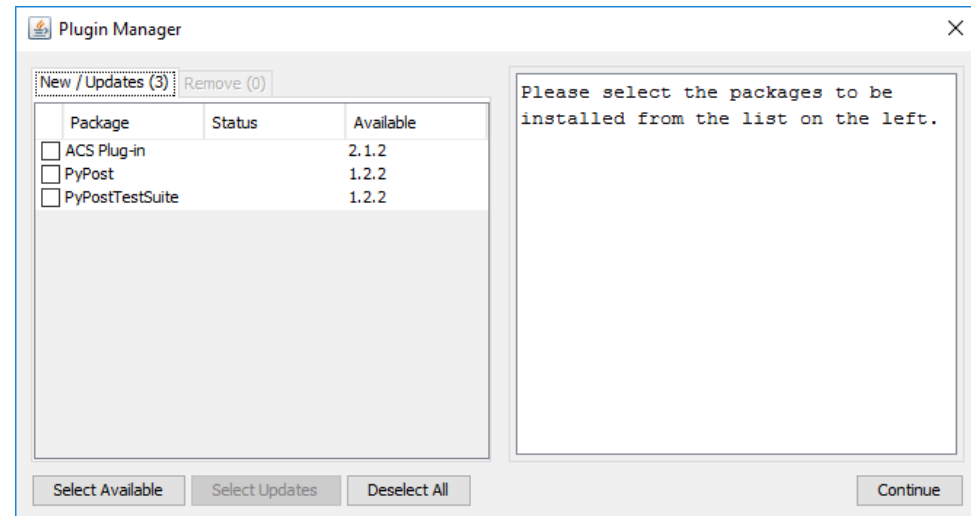 Plugin Manager
New / Updates (3) Remove (0)
Package Status Available
ACS Plug-in 2.1.2
PyPost 1.2.2
PyPostTestSuite 1.2.2
Please select the packages to be
installed from the list on the left.
Select Available Select Updates Deselect All Continue